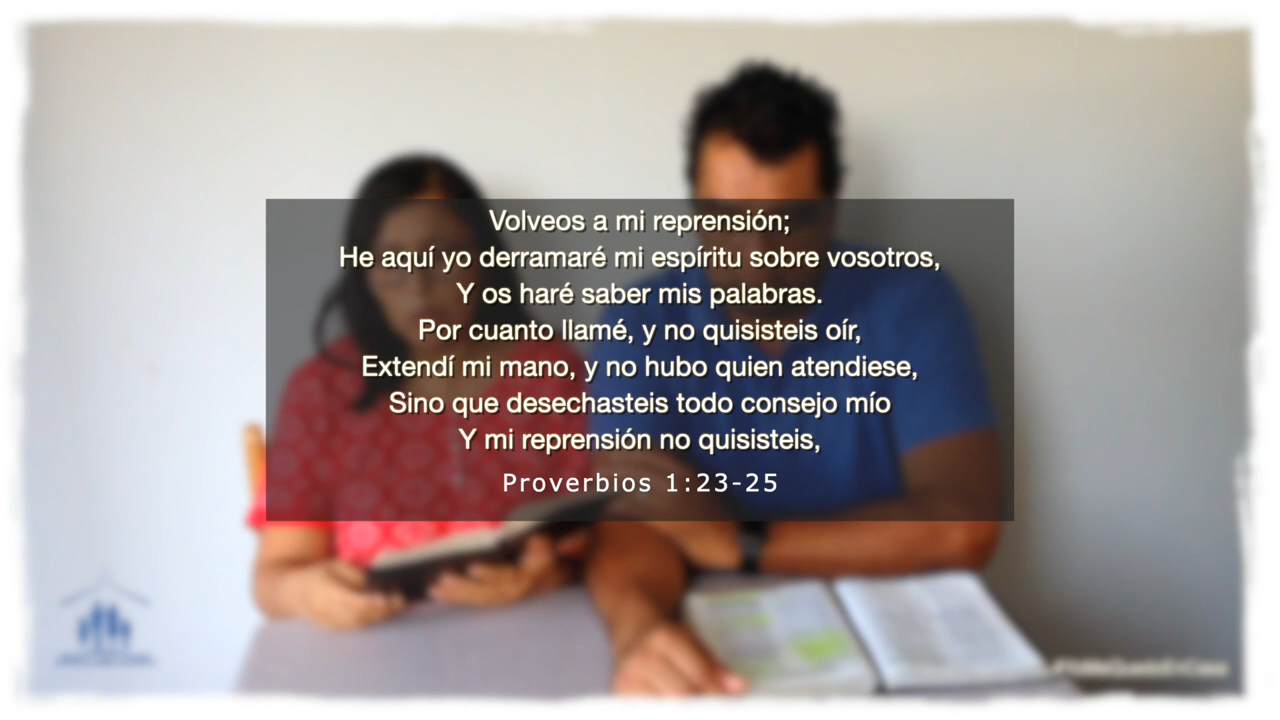 Volveos a mi reprensión;
He aquí yo derramaré mi espíritu sobre vosotros,
Y os haré saber mis palabras.
Por cuanto llamé, y no quisisteis oír,
Extendí mi mano, y no hubo quien atendiese,
Sino que desechasteis todo consejo mío
Y mi reprensión no quisisteis,
Proverbios 1:23-25